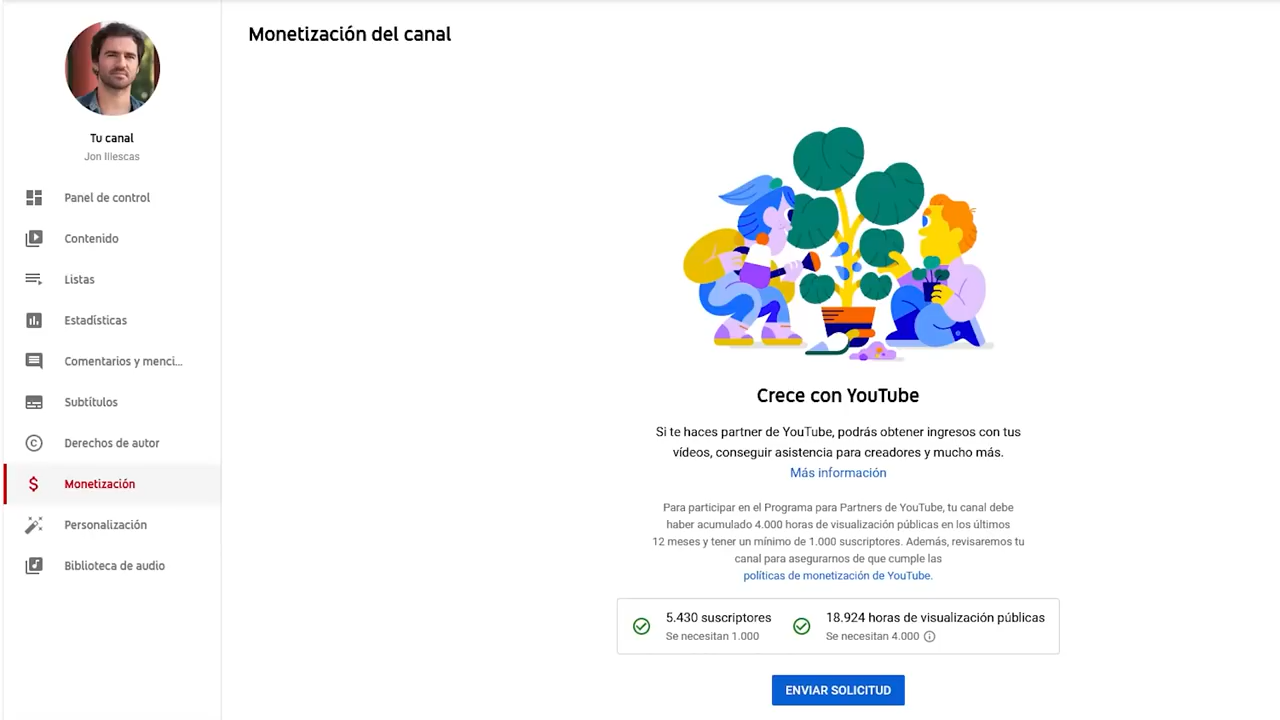 Monetización del canal
Tu canal
Jon Illescas
Panel de control
Contenido
Listas
Estadísticas
Comentarios y menci...
Subtítulos
Derechos de autor
Monetización
Personalización
Biblioteca de audio
Crece con YouTube
Si te haces partner de YouTube, podrás obtener ingresos con tus
vídeos, conseguir asistencia para creadores y mucho más.
Más información
Para participar en el Programa para Partners de YouTube, tu canal debe
haber acumulado 4.000 horas de visualización públicas en los últimos
12 meses y tener un mínimo de 1.000 suscriptores. Además, revisaremos tu
canal para asegurarnos de que cumple las
políticas de monetización de YouTube.
5.430 suscriptores
Se necesitan 1.000
18.924 horas de visualización públicas
Se necesitan 4.000
ENVIAR SOLICITUD